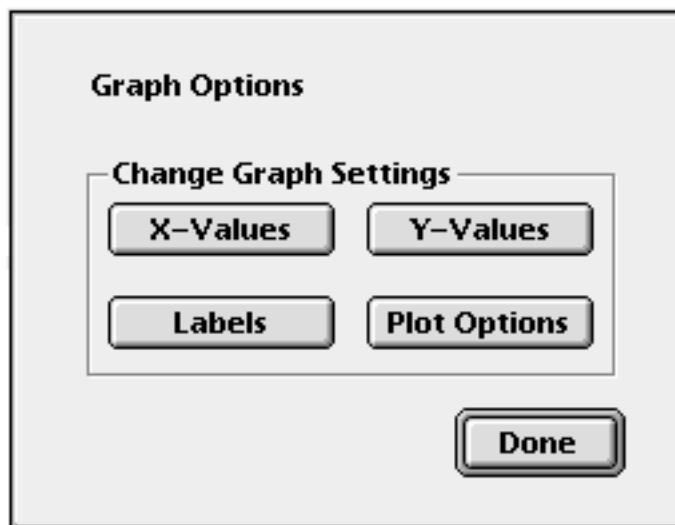 Graph Options
Change Graph Settings
X-Values Y-Values
Labels Plot Options
Done